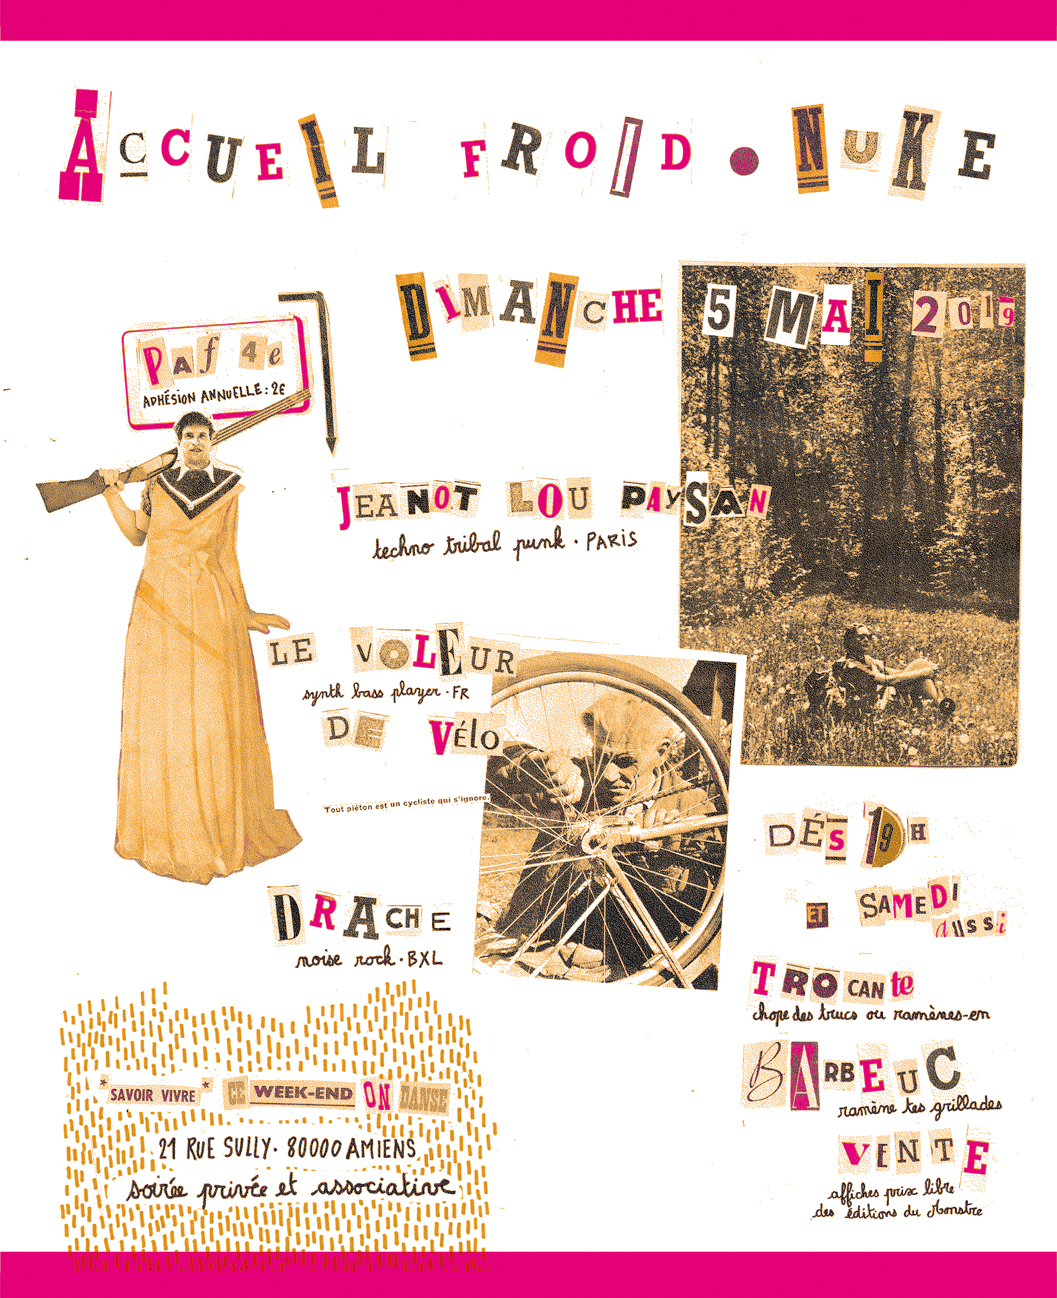 ACCUEIL FROID • NUKE
DIMANCHE 5 MAI 2019
PAF 4e
ADHÉSION ANNUELLE : 2€
JEANOT LOU PAYSAN
techno tribal punk · PARIS
LE VOLEUR
synth bass player · FR
DE Vélo
Tout piéton est un cycliste qui s'ignore.
DRACHE
noise rock · BXL
DÉS 19H
ET SAMEDI
aussi
TROCANte
chope des trucs ou ramènes-en
BARBEUC
ramène tes grillades
VENTE
affiches prix libre
des éditions du Monstre
*SAVOIR VIVRE* CE WEEK-END ON DANSE
21 RUE SULLY · 80000 AMIENS
soirée privée et associative